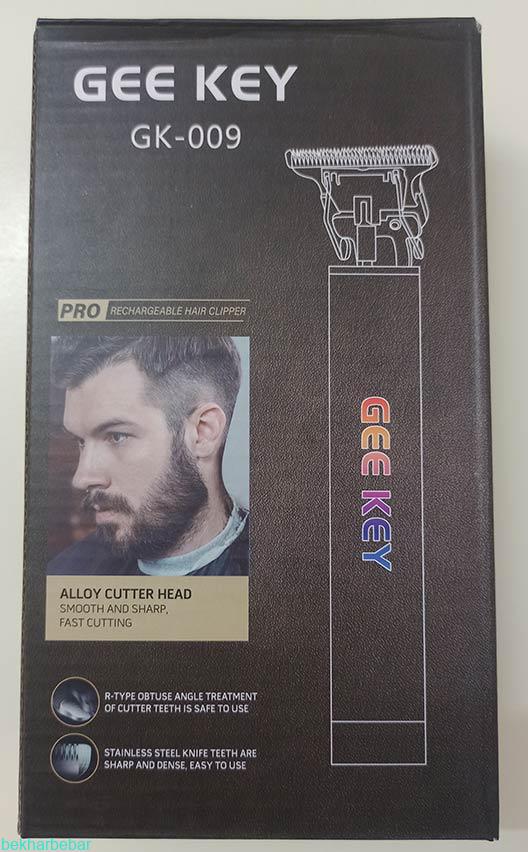 GEE KEY
GK-009
PRO RECHARGEABLE HAIR CLIPPER
GEE KEY
ALLOY CUTTER HEAD
SMOOTH AND SHARP,
FAST CUTTING
R-TYPE OBTUSE ANGLE TREATMENT
OF CUTTER TEETH IS SAFE TO USE
STAINLESS STEEL KNIFE TEETH ARE
SHARP AND DENSE, EASY TO USE
bekharbebar